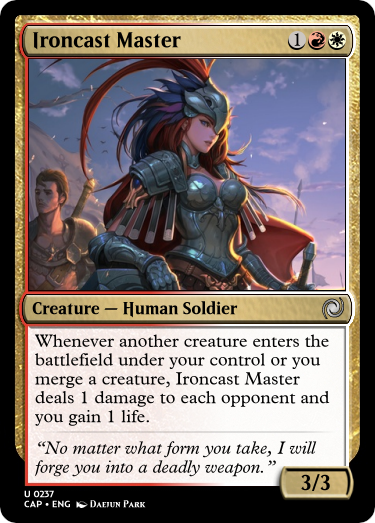 Ironcast Master 1
Creature — Human Soldier
Whenever another creature enters the
battlefield under your control or you
merge a creature, Ironcast Master
deals 1 damage to each opponent and
you gain 1 life.
“No matter what form you take, I will
forge you into a deadly weapon.”
3/3
U 0237
CAP • ENG Daejun Park